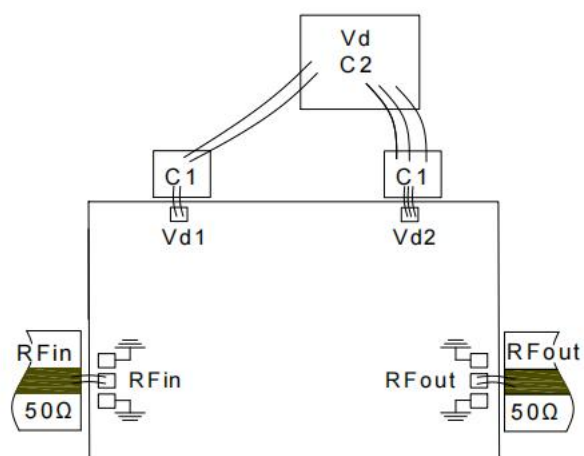 Vd
C2
C1
C1
Vd1
Vd2
RFin
RFout
RFin
RFout
50Ω
50Ω